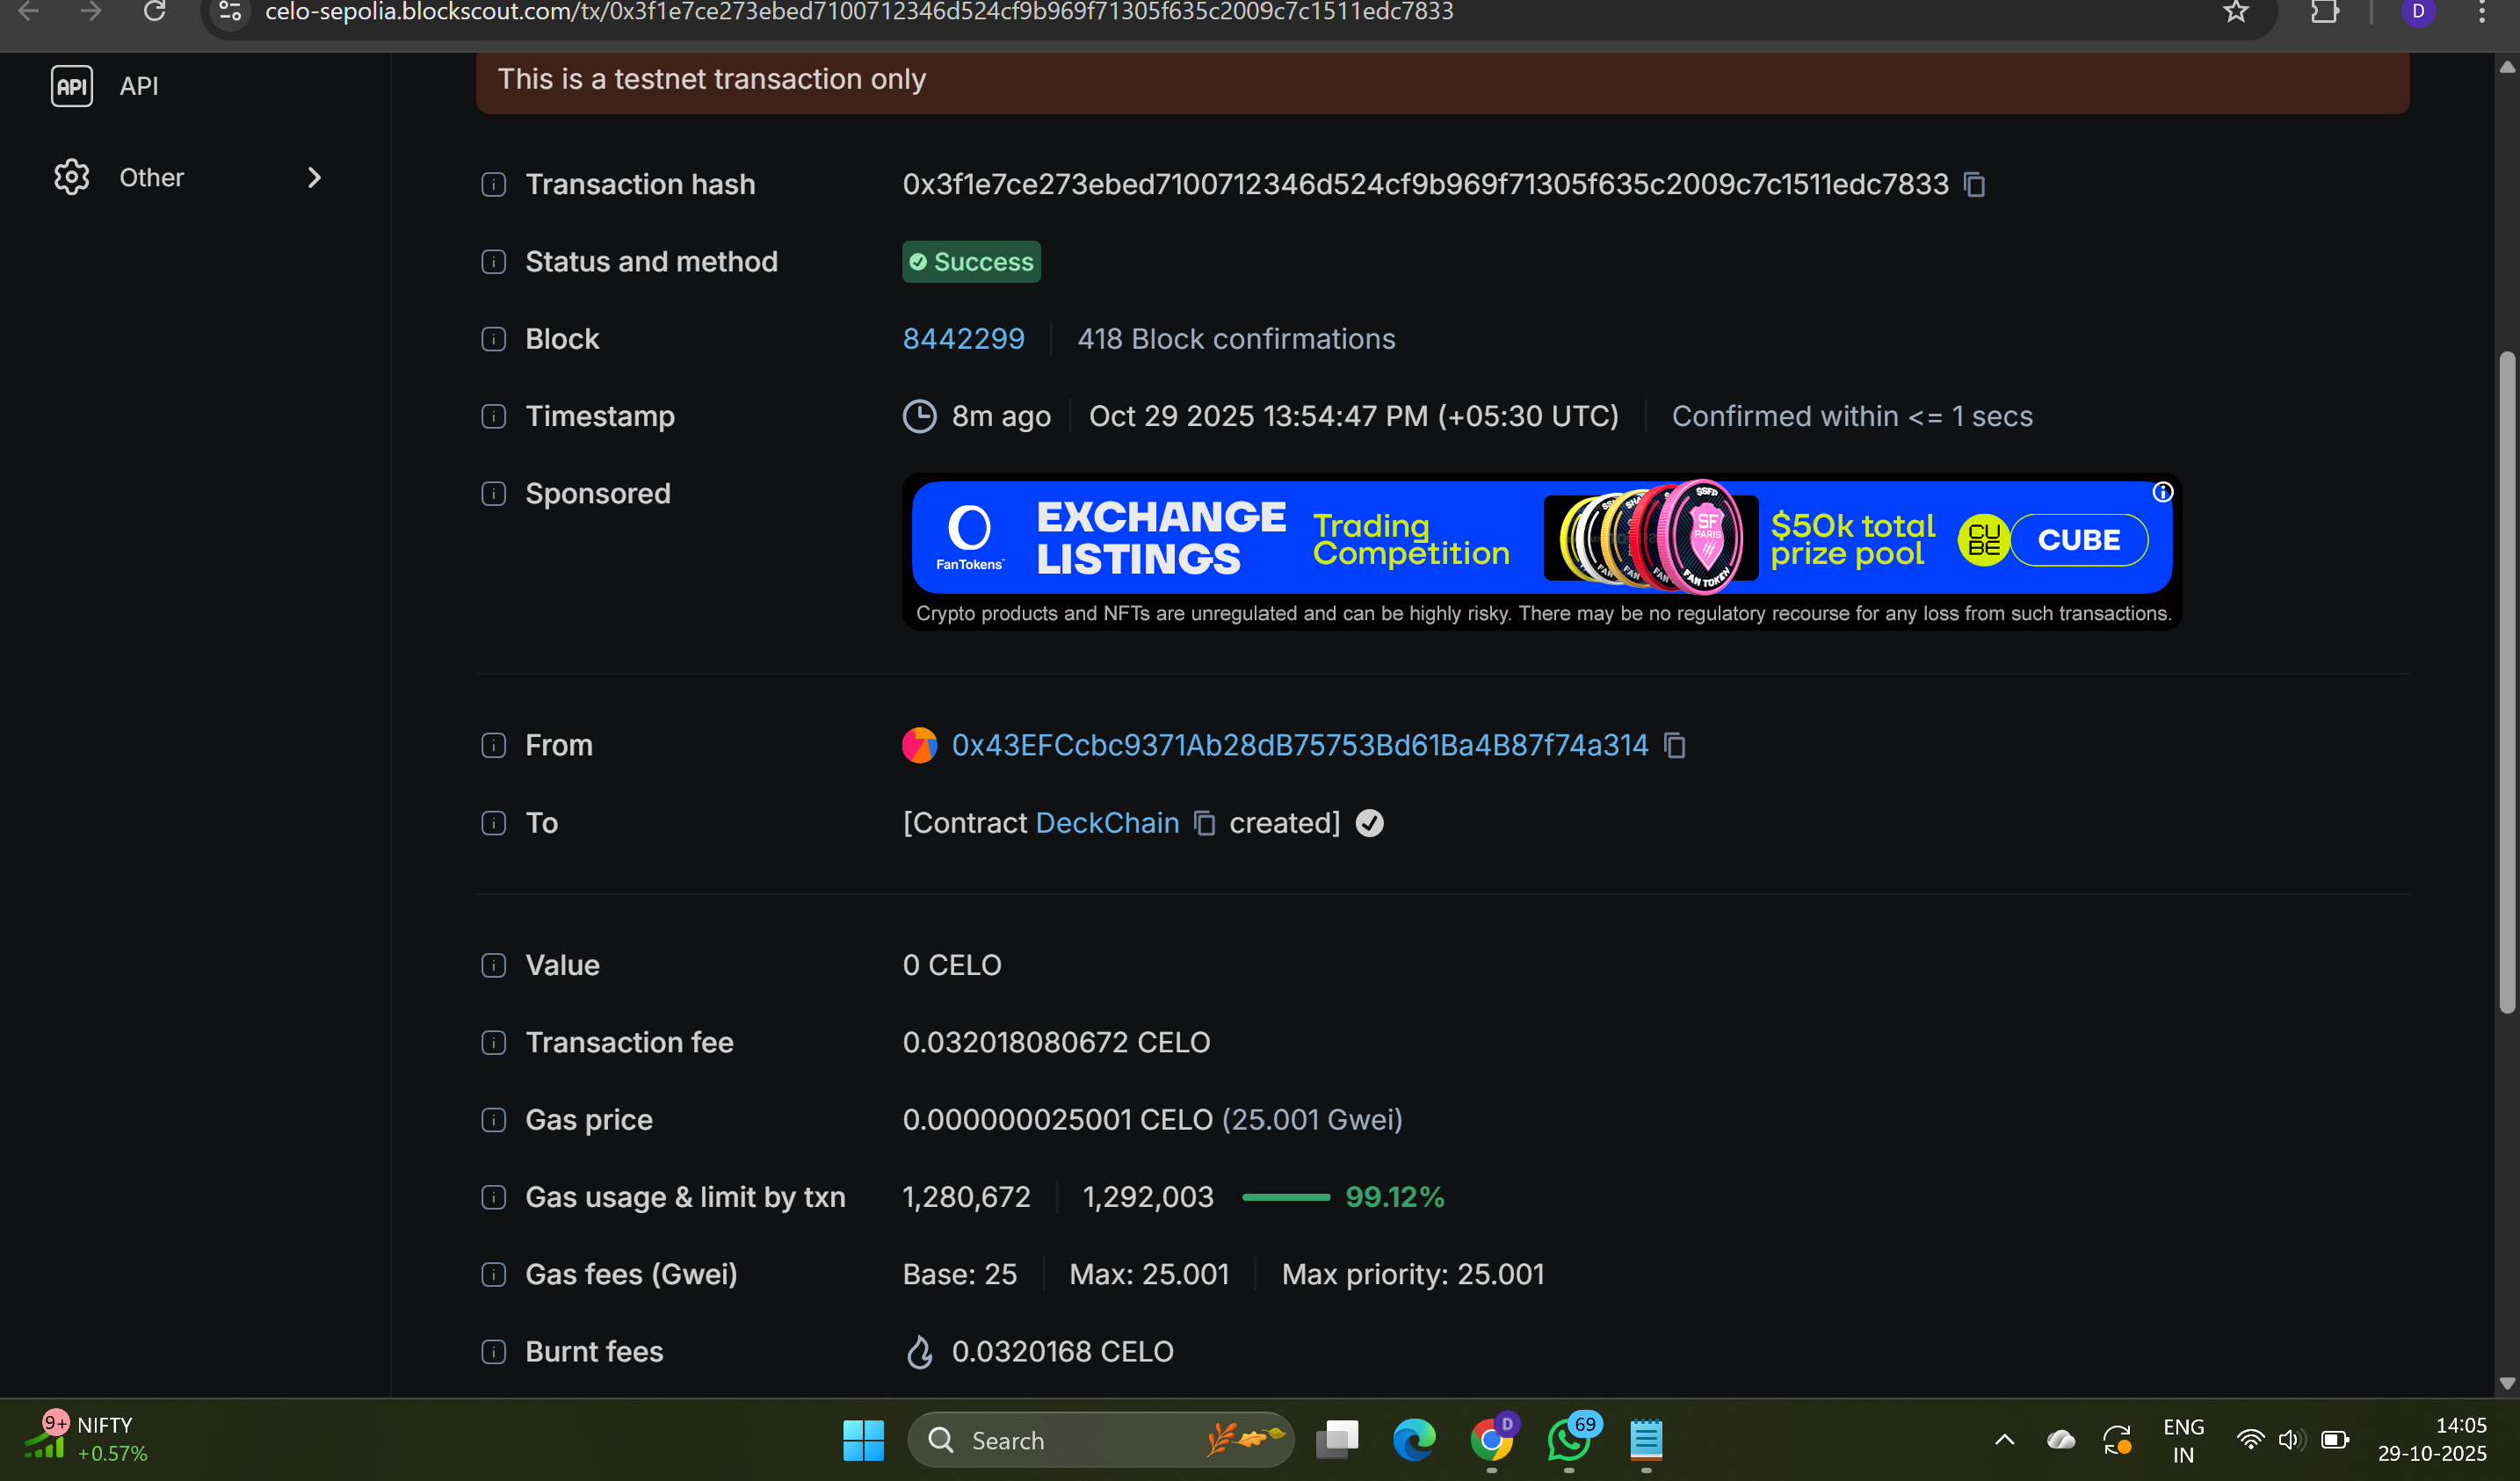 celo-sepolia.blockscout.com/tx/0x3f1e7ce273ebed7100712346d524cf9b969f71305f635c2009c7c1511edc7833
D
API API
Other
This is a testnet transaction only
Transaction hash 0x3f1e7ce273ebed7100712346d524cf9b969f71305f635c2009c7c1511edc7833
Status and method Success
Block 8442299 418 Block confirmations
Timestamp 8m ago Oct 29 2025 13:54:47 PM (+05:30 UTC) Confirmed within <= 1 secs
Sponsored
FanTokens EXCHANGE LISTINGS Trading Competition $50k total prize pool CUBE CUBE
SSFP SF PARIS FAN TOKEN
Crypto products and NFTs are unregulated and can be highly risky. There may be no regulatory recourse for any loss from such transactions.
From 0x43EFCcbc9371Ab28dB75753Bd61Ba4B87f74a314
To [Contract DeckChain created]
Value 0 CELO
Transaction fee 0.032018080672 CELO
Gas price 0.000000025001 CELO (25.001 Gwei)
Gas usage & limit by txn 1,280,672 1,292,003 99.12%
Gas fees (Gwei) Base: 25 Max: 25.001 Max priority: 25.001
Burnt fees 0.0320168 CELO
9+ NIFTY
+0.57%
Search
D
69
ENG
IN
14:05
29-10-2025